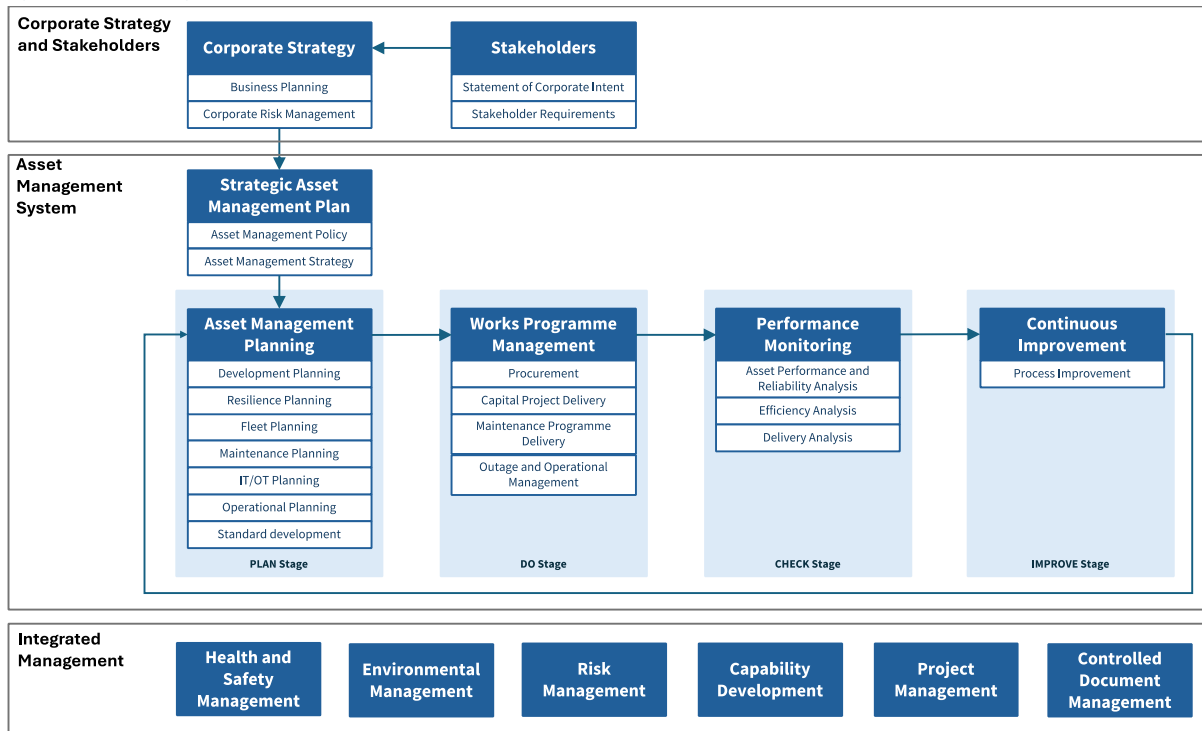 Corporate Strategy
and Stakeholders
Corporate Strategy
Business Planning
Corporate Risk Management
Stakeholders
Statement of Corporate Intent
Stakeholder Requirements
Asset
Management
System
Strategic Asset
Management Plan
Asset Management Policy
Asset Management Strategy
Asset Management
Planning
Development Planning
Resilience Planning
Fleet Planning
Maintenance Planning
IT/OT Planning
Operational Planning
Standard development
PLAN Stage
Works Programme
Management
Procurement
Capital Project Delivery
Maintenance Programme
Delivery
Outage and Operational
Management
DO Stage
Performance
Monitoring
Asset Performance and
Reliability Analysis
Efficiency Analysis
Delivery Analysis
CHECK Stage
Continuous
Improvement
Process Improvement
IMPROVE Stage
Integrated
Management
Health and
Safety
Management
Environmental
Management
Risk
Management
Capability
Development
Project
Management
Controlled
Document
Management